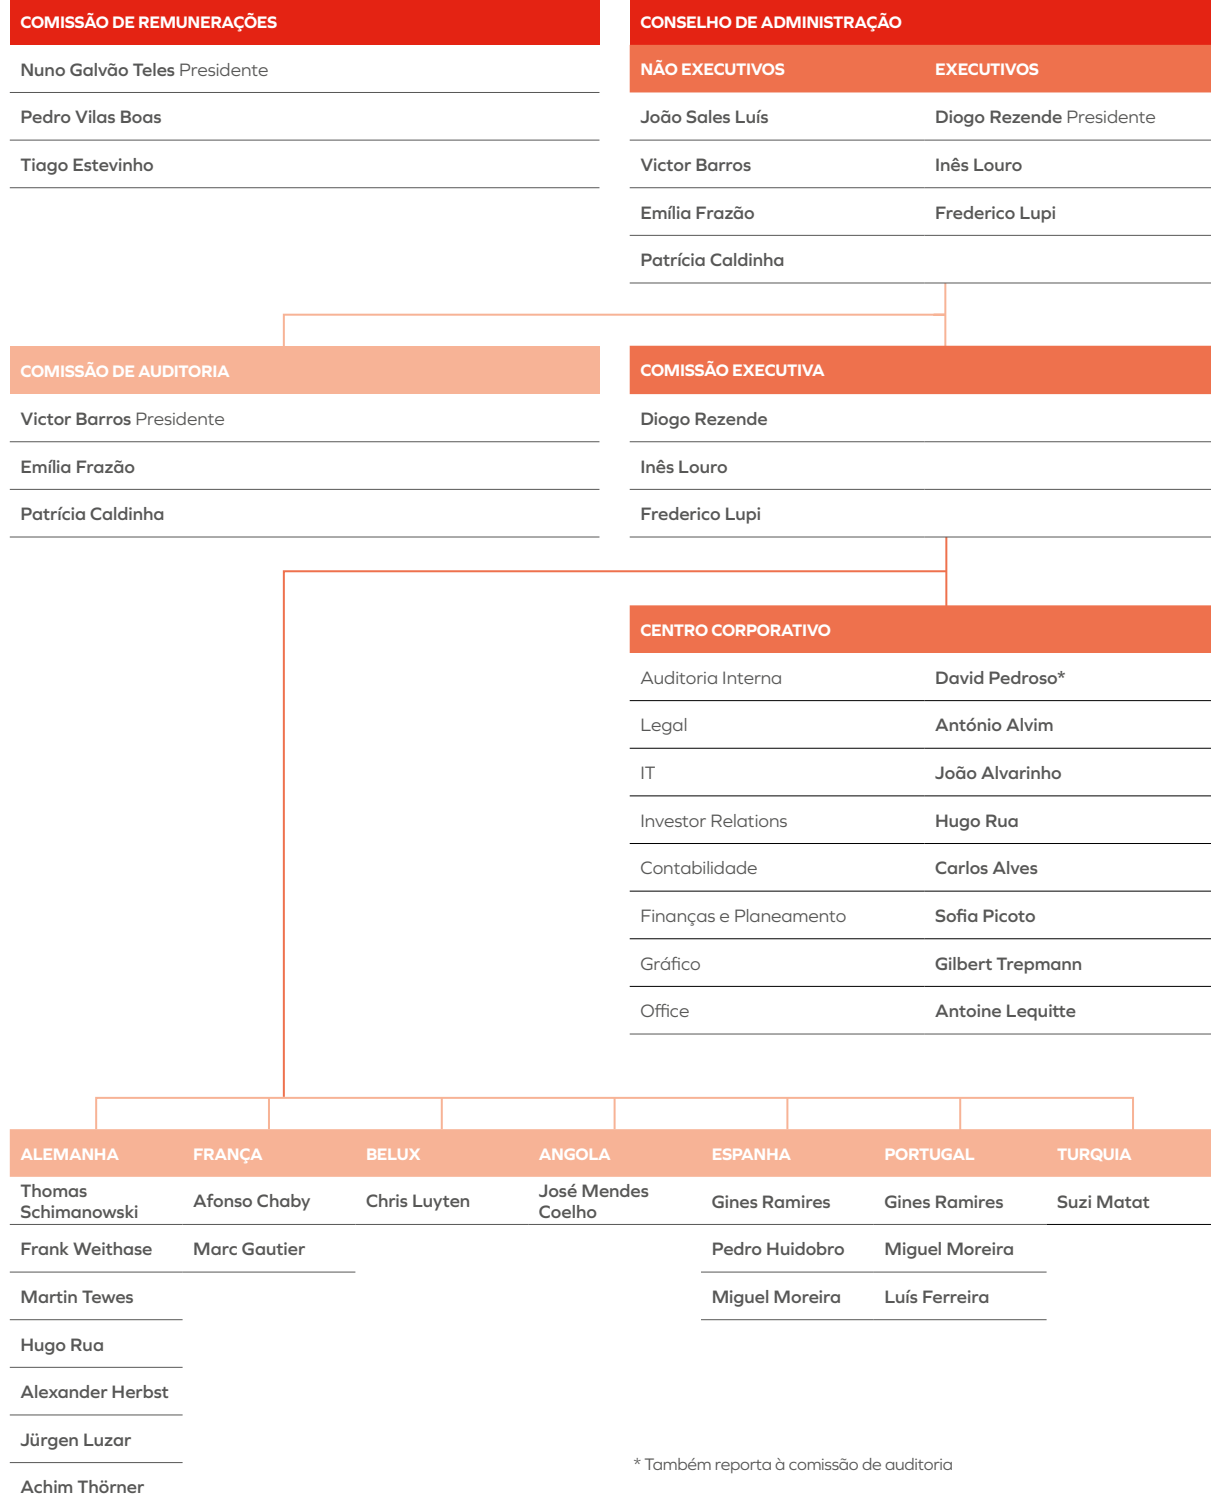 COMISSÃO DE REMUNERAÇÕES
Nuno Galvão Teles Presidente
Pedro Vilas Boas
Tiago Estevinho
CONSELHO DE ADMINISTRAÇÃO
NÃO EXECUTIVOS EXECUTIVOS
João Sales Luís Diogo Rezende Presidente
Victor Barros Inês Louro
Emília Frazão Frederico Lupi
Patrícia Caldinha
COMISSÃO DE AUDITORIA
Victor Barros Presidente
Emília Frazão
Patrícia Caldinha
COMISSÃO EXECUTIVA
Diogo Rezende
Inês Louro
Frederico Lupi
CENTRO CORPORATIVO
Auditoria Interna David Pedroso*
Legal António Alvim
IT João Alvarinho
Investor Relations Hugo Rua
Contabilidade Carlos Alves
Finanças e Planeamento Sofia Picoto
Gráfico Gilbert Trepmann
Office Antoine Lequitte
ALEMANHA
Thomas
Schimanowski
Frank Weithase
Martin Tewes
Hugo Rua
Alexander Herbst
Jürgen Luzar
Achim Thörner
FRANÇA
Afonso Chaby
Marc Gautier
BELUX
Chris Luyten
ANGOLA
José Mendes
Coelho
ESPANHA
Gines Ramires
Pedro Huidobro
Miguel Moreira
PORTUGAL
Gines Ramires
Miguel Moreira
Luís Ferreira
TURQUIA
Suzi Matat
* Também reporta à comissão de auditoria